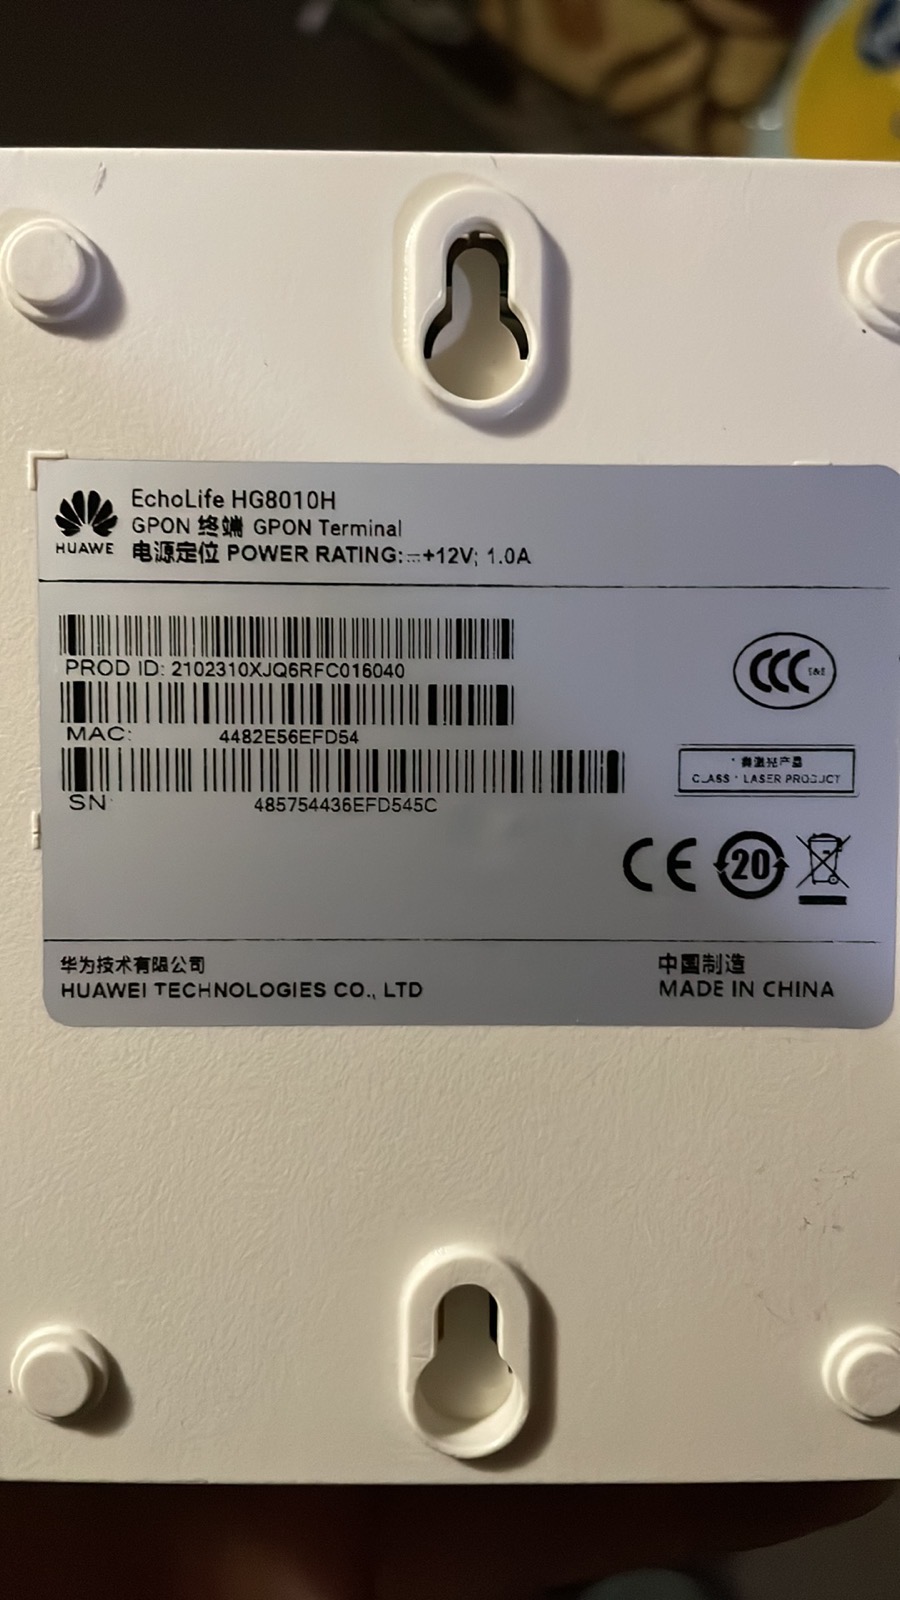 EchoLife HG8010H
GPON 终端 GPON Terminal
HUAWE
电源定位 POWER RATING: ⎓+12V; 1.0A
PROD ID: 2102310XJQ6RFC016040
CCC S&E
MAC: 4482E56EFD54
CLASS LASER PRODUCT
SN 485754436EFD545C
CE 20
华为技术有限公司
中国制造
HUAWEI TECHNOLOGIES CO., LTD
MADE IN CHINA